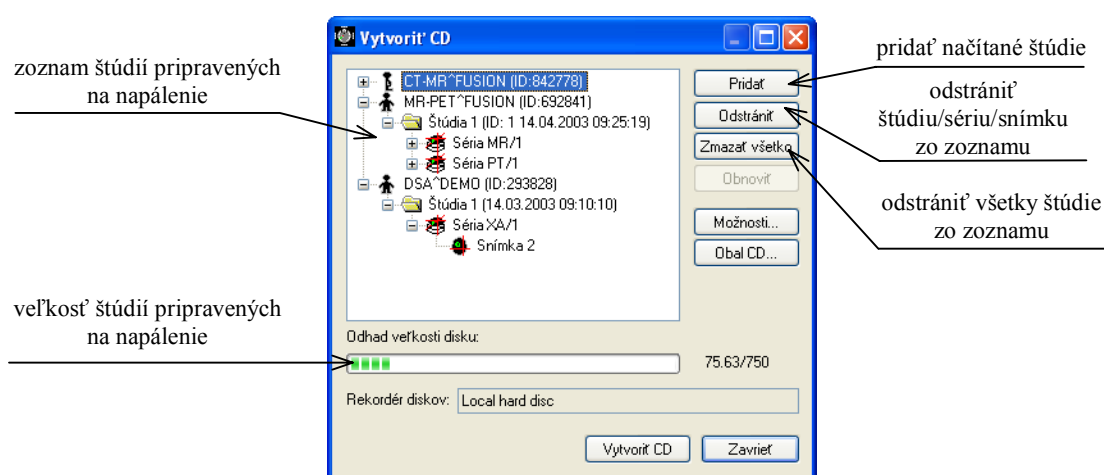 Vytvoriť CD
zoznam štúdií pripravených
na napálenie
CT-MR^FUSION (ID:842778)
MR-PET^FUSION (ID:692841)
Štúdia 1 (ID: 1 14.04.2003 09:25:19)
Séria MR/1
Séria PT/1
DSA^DEMO (ID:293828)
Štúdia 1 (14.03.2003 09:10:10)
Séria XA/1
Snímka 2
Pridať
Odstrániť
Zmazať všetko
Obnoviť
Možnosti...
Obal CD...
pridať načítané štúdie
odstrániť
štúdiu/sériu/snímku
zo zoznamu
odstrániť všetky štúdie
zo zoznamu
veľkosť štúdií pripravených
na napálenie
Odhad veľkosti disku:
75.63/750
Rekordér diskov: Local hard disc
Vytvoriť CD
Zavrieť